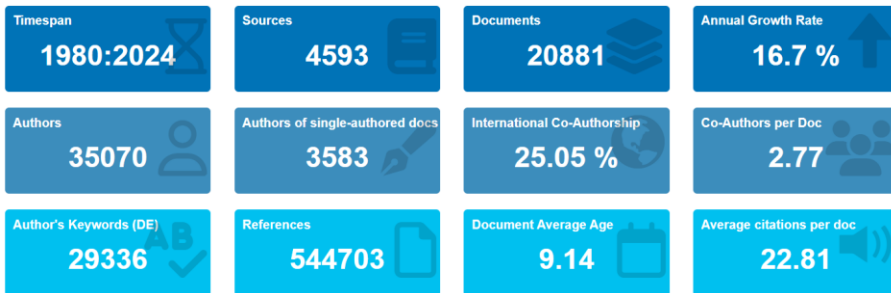 Timespan
1980:2024
Sources
4593
Documents
20881
Annual Growth Rate
16.7 %
Authors
35070
Authors of single-authored docs
3583
International Co-Authorship
25.05 %
Co-Authors per Doc
2.77
Author's Keywords (DE)
29336
AB
References
544703
Document Average Age
9.14
Average citations per doc
22.81